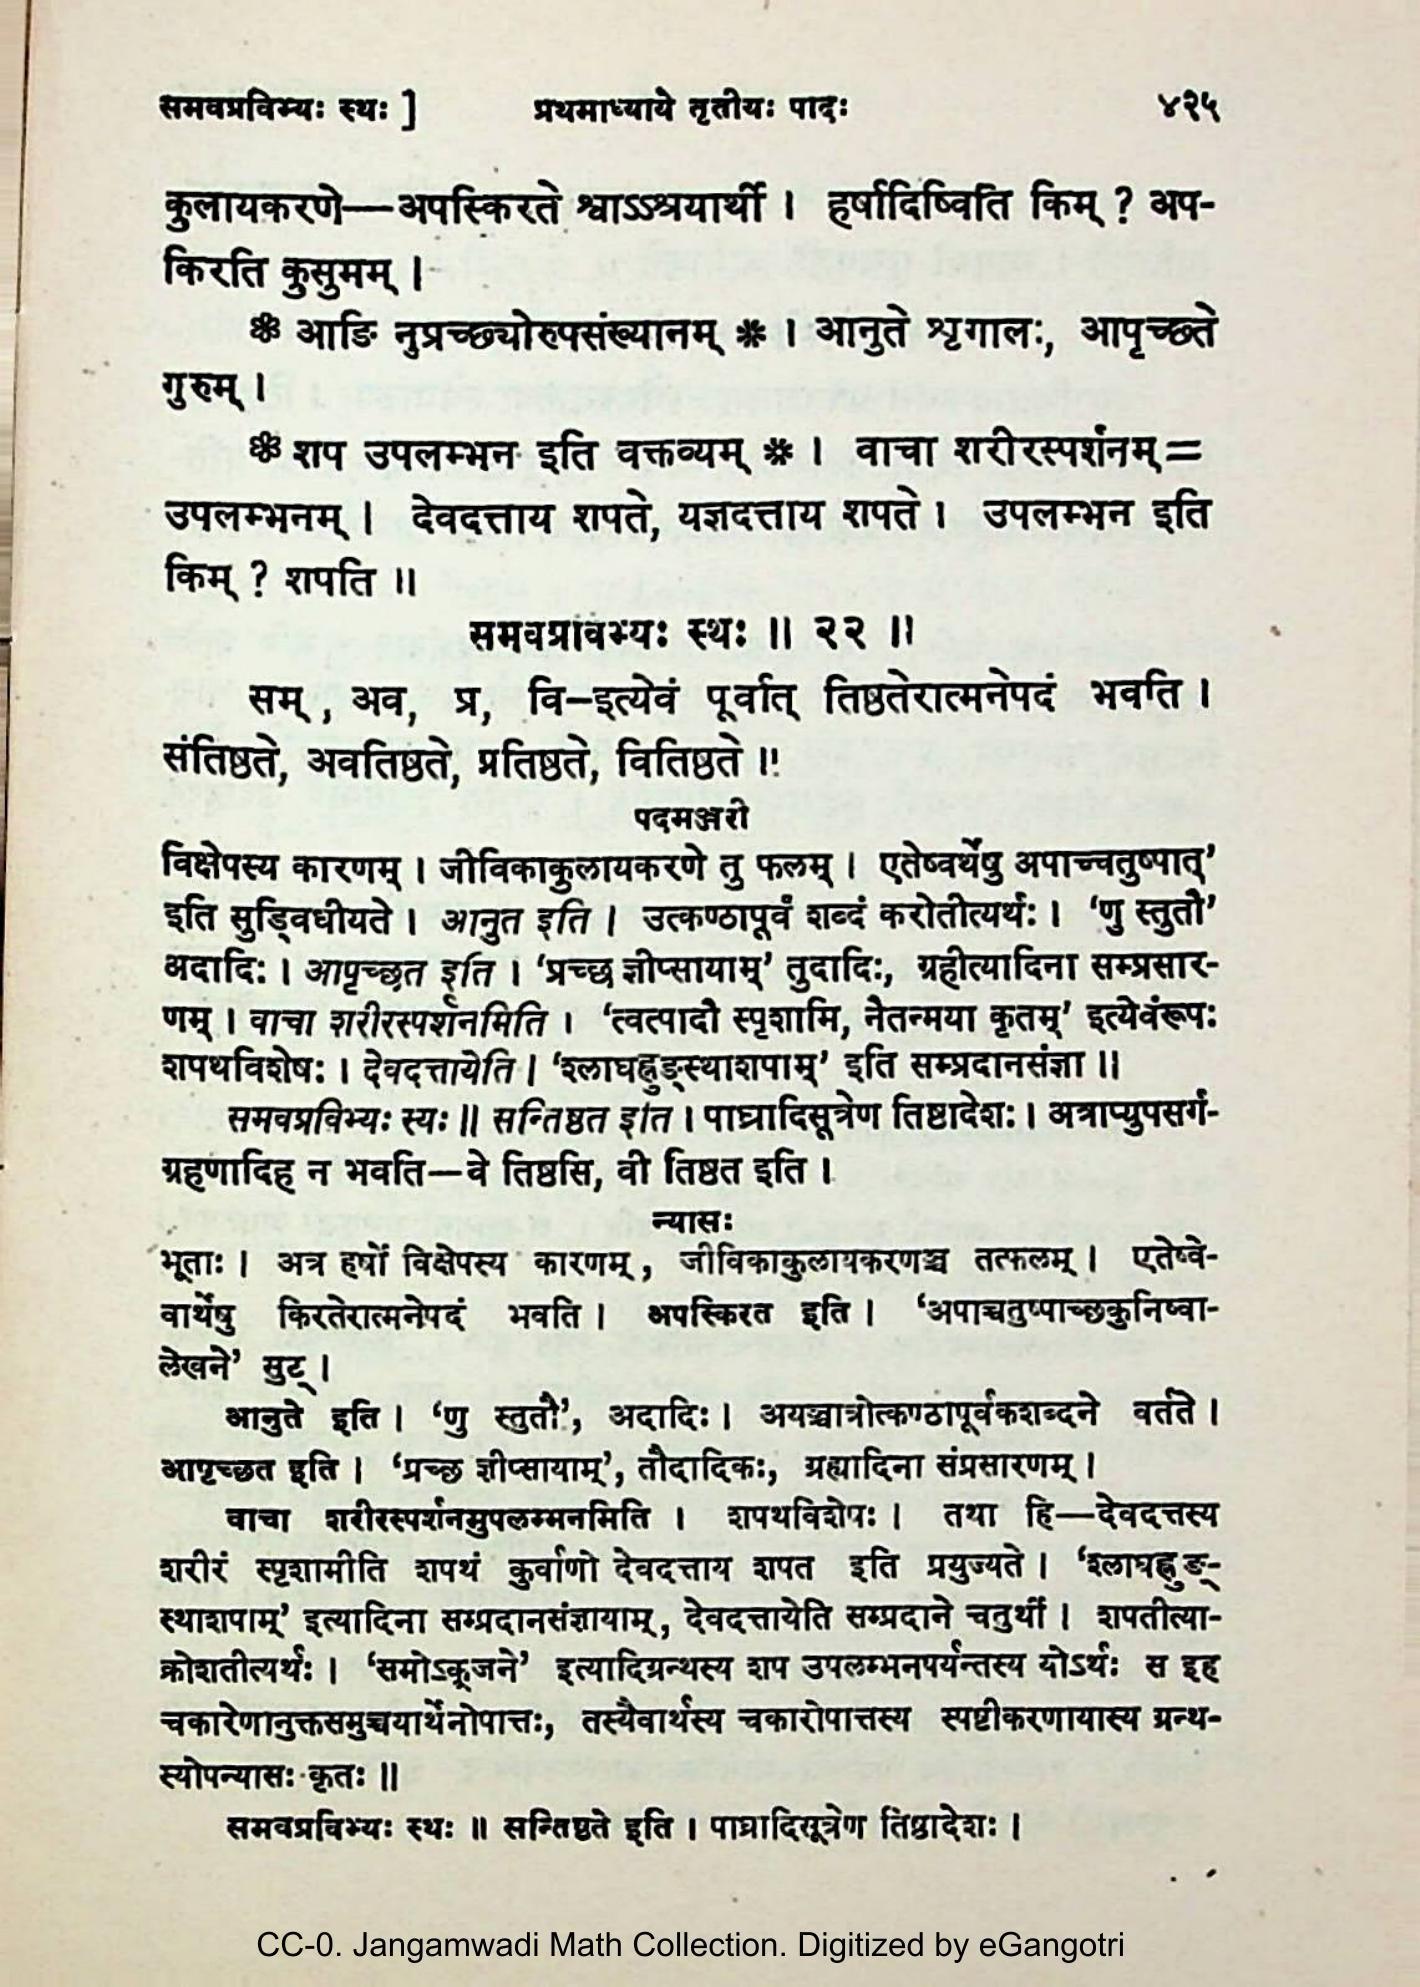 समवप्रविभ्यः स्थः ] प्रथमाध्याये तृतीयः पादः ४२५
कुलायकरणे—अपस्किरते श्वाऽऽश्रयार्थी । हर्षादिष्विति किम् ? अप-
किरति कुसुमम् ।
❊ आङि नुप्रच्छ्योरुपसंख्यानम् ❊ । आनुते शृगालः, आपृच्छते
गुरुम् ।
❊ शप उपलम्भन इति वक्तव्यम् ❊ । वाचा शरीरस्पर्शनम् =
उपलम्भनम् । देवदत्ताय शपते, यज्ञदत्ताय शपते । उपलम्भन इति
किम् ? शपति ॥
समवप्रविभ्यः स्थः ॥ २२ ॥
सम् , अव, प्र, वि—इत्येवं पूर्वात् तिष्ठतेरात्मनेपदं भवति ।
संतिष्ठते, अवतिष्ठते, प्रतिष्ठते, वितिष्ठते ॥
पदमञ्जरी
विक्षेपस्य कारणम् । जीविकाकुलायकरणे तु फलम् । एतेष्वर्थेषु अपाच्चतुष्पात्’
इति सुड्विधीयते । आनुत इति । उत्कण्ठापूर्वं शब्दं करोतीत्यर्थः । ‘णु स्तुतौ’
अदादिः । आपृच्छत इति । ‘प्रच्छ ज्ञीप्सायाम्’ तुदादिः, ग्रहीत्यादिना सम्प्रसार-
णम् । वाचा शरीरस्पर्शनमिति । ‘त्वत्पादौ स्पृशामि, नैतन्मया कृतम्’ इत्येवंरूपः
शपथविशेषः । देवदत्तायेति । ‘श्लाघह्नुङ्स्थाशपाम्’ इति सम्प्रदानसंज्ञा ॥
समवप्रविभ्यः स्यः ॥ सन्तिष्ठत इति । पाघ्रादिसूत्रेण तिष्टादेशः । अत्राप्युपसर्ग-
ग्रहणादिह न भवति—वे तिष्ठसि, वी तिष्ठत इति ।
न्यासः
भूताः । अत्र हर्षो विक्षेपस्य कारणम् , जीविकाकुलायकरणञ्च तत्फलम् । एतेष्वे-
वार्थेषु किरतेरात्मनेपदं भवति । अपस्किरत इति । ‘अपाच्चतुष्पाच्छकुनिष्वा-
लेखने’ सुट् ।
आनुते इति । ‘णु स्तुतौ’, अदादिः । अयञ्चात्रोत्कण्ठापूर्वकशब्दने वर्तते ।
आपृच्छत इति । ‘प्रच्छ ज्ञीप्सायाम्’, तौदादिकः, ग्रह्यादिना संप्रसारणम् ।
वाचा शरीरस्पर्शनमुपलम्भनमिति । शपथविशेषः । तथा हि—देवदत्तस्य
शरीरं स्पृशामीति शपथं कुर्वाणो देवदत्ताय शपत इति प्रयुज्यते । ‘श्लाघह्नुङ्-
स्थाशपाम्’ इत्यादिना सम्प्रदानसंज्ञायाम् , देवदत्तायेति सम्प्रदाने चतुर्थी । शपतीत्या-
क्रोशतीत्यर्थः । ‘समोऽकूजने’ इत्यादिग्रन्थस्य शप उपलम्भनपर्यन्तस्य योऽर्थः स इह
चकारेणानुक्तसमुच्चयार्थेनोपात्तः, तस्यैवार्थस्य चकारोपात्तस्य स्पष्टीकरणायास्य ग्रन्थ-
स्योपन्यासः कृतः ॥
समवप्रविभ्यः स्थः ॥ सन्तिष्ठते इति । पाघ्रादिसूत्रेण तिष्ठादेशः ।
CC-0. Jangamwadi Math Collection. Digitized by eGangotri